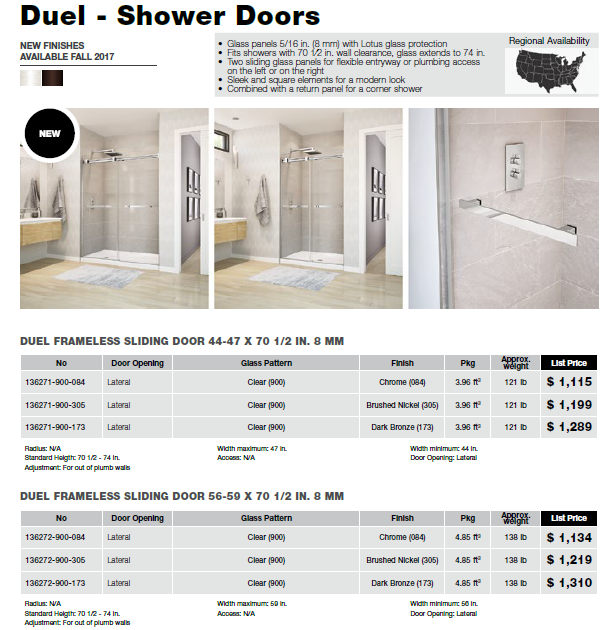 Duel - Shower Doors
NEW FINISHES
AVAILABLE FALL 2017
• Glass panels 5/16 in. (8 mm) with Lotus glass protection
• Fits showers with 70 1/2 in. wall clearance, glass extends to 74 in.
• Two sliding glass panels for flexible entryway or plumbing access
on the left or on the right
• Sleek and square elements for a modern look
• Combined with a return panel for a corner shower
Regional Availability
NEW
DUEL FRAMELESS SLIDING DOOR 44-47 X 70 1/2 IN. 8 MM
No Door Opening Glass Pattern Finish Pkg Approx. weight List Price
136271-900-084 Lateral Clear (900) Chrome (084) 3.96 ft³ 121 lb $ 1,115
136271-900-305 Lateral Clear (900) Brushed Nickel (305) 3.96 ft³ 121 lb $ 1,199
136271-900-173 Lateral Clear (900) Dark Bronze (173) 3.96 ft³ 121 lb $ 1,289
Radius: N/A Width maximum: 47 in. Width minimum: 44 in.
Standard Heigth: 70 1/2 - 74 in. Access: N/A Door Opening: Lateral
Adjustment: For out of plumb walls
DUEL FRAMELESS SLIDING DOOR 56-59 X 70 1/2 IN. 8 MM
No Door Opening Glass Pattern Finish Pkg Approx. weight List Price
136272-900-084 Lateral Clear (900) Chrome (084) 4.85 ft³ 138 lb $ 1,134
136272-900-305 Lateral Clear (900) Brushed Nickel (305) 4.85 ft³ 138 lb $ 1,219
136272-900-173 Lateral Clear (900) Dark Bronze (173) 4.85 ft³ 138 lb $ 1,310
Radius: N/A Width maximum: 59 in. Width minimum: 56 in.
Standard Heigth: 70 1/2 - 74 in. Access: N/A Door Opening: Lateral
Adjustment: For out of plumb walls